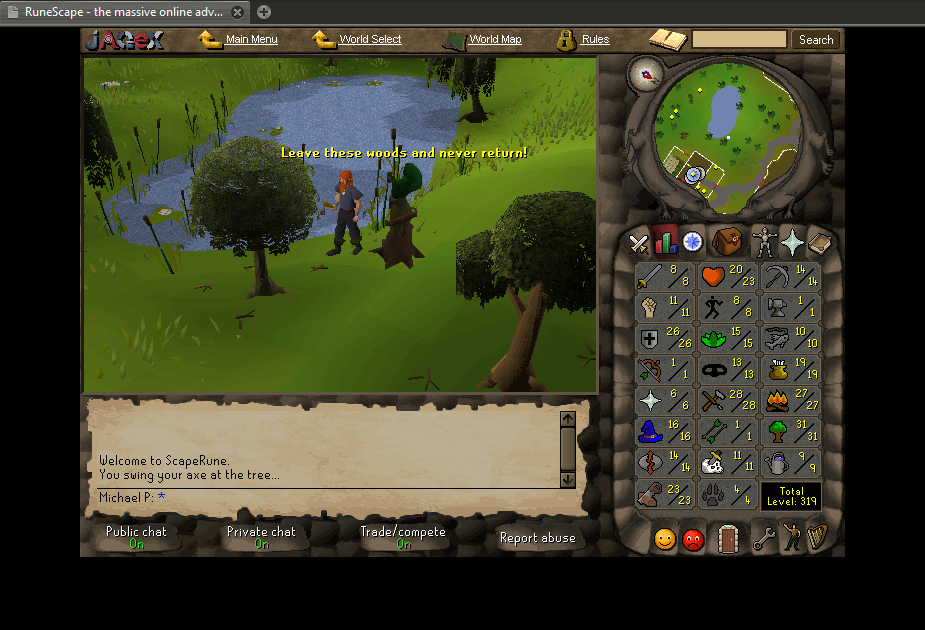 RuneScape - the massive online adv...
JAGEX
Main Menu
World Select
World Map
Rules
Search
Leave these woods and never return!
8/8
20/23
14/14
11/11
8/8
1/1
26/26
15/15
10/10
1/1
13/13
19/19
6/6
28/28
27/27
16/16
1/1
31/31
14/14
11/11
9/9
23/23
4/4
Total
Level: 319
Welcome to ScapeRune.
You swing your axe at the tree...
Michael P: *
Public chat
On
Private chat
On
Trade/compete
On
Report abuse